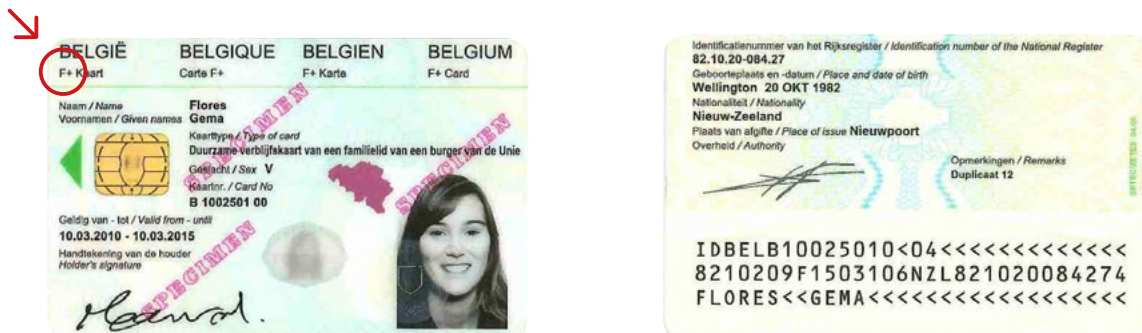 BELGIË BELGIQUE BELGIEN BELGIUM
F+ Kaart Carte F+ F+ Karte F+ Card
Naam / Name Flores
Voornamen / Given names Gema
Kaarttype / Type of card
Duurzame verblijfskaart van een familielid van een burger van de Unie
Geslacht / Sex V
Kaartnr. / Card No
B 1002501 00
Geldig van - tot / Valid from - until
10.03.2010 - 10.03.2015
Handtekening van de houder
Holder's signature
SPECIMEN
SPECIMEN
SPECIMEN
Identificatienummer van het Rijksregister / Identification number of the National Register
82.10.20-084.27
Geboorteplaats en -datum / Place and date of birth
Wellington 20 OKT 1982
Nationaliteit / Nationality
Nieuw-Zeeland
Plaats van afgifte / Place of issue Nieuwpoort
Overheid / Authority
Opmerkingen / Remarks
Duplicaat 12
IDBELB10025010<04<<<<<<<<<<<<<
8210209F1503106NZL821020084274
FLORES<<GEMA<<<<<<<<<<<<<<<<<<